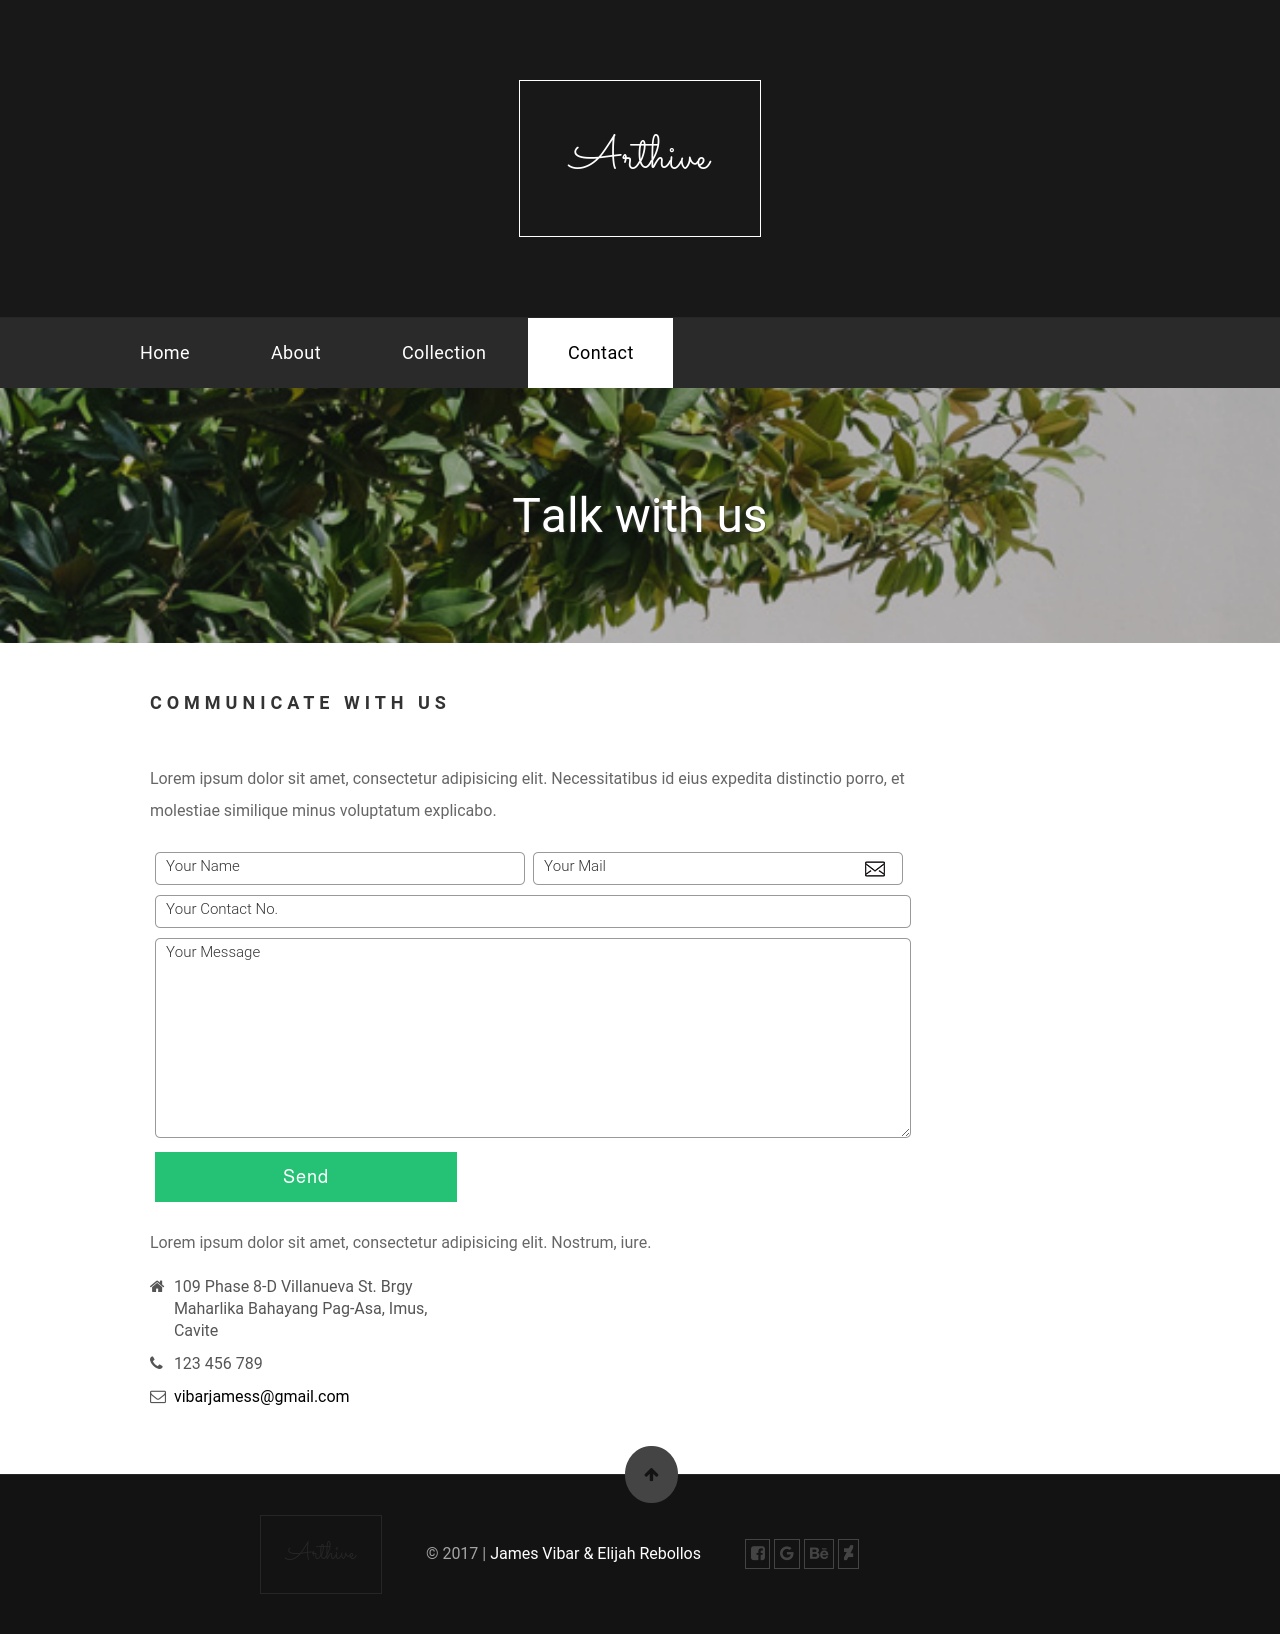 Arthive
Home About Collection Contact
Talk with us
COMMUNICATE WITH US
Lorem ipsum dolor sit amet, consectetur adipisicing elit. Necessitatibus id eius expedita distinctio porro, et
molestiae similique minus voluptatum explicabo.
Your Name Your Mail
Your Contact No.
Your Message
Send
Lorem ipsum dolor sit amet, consectetur adipisicing elit. Nostrum, iure.
109 Phase 8-D Villanueva St. Brgy
Maharlika Bahayang Pag-Asa, Imus,
Cavite
123 456 789
vibarjamess@gmail.com
Arthive © 2017 | James Vibar & Elijah Rebollos